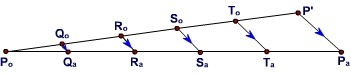 Qo Ro So To P'
Po Qa Ra Sa Ta Pa